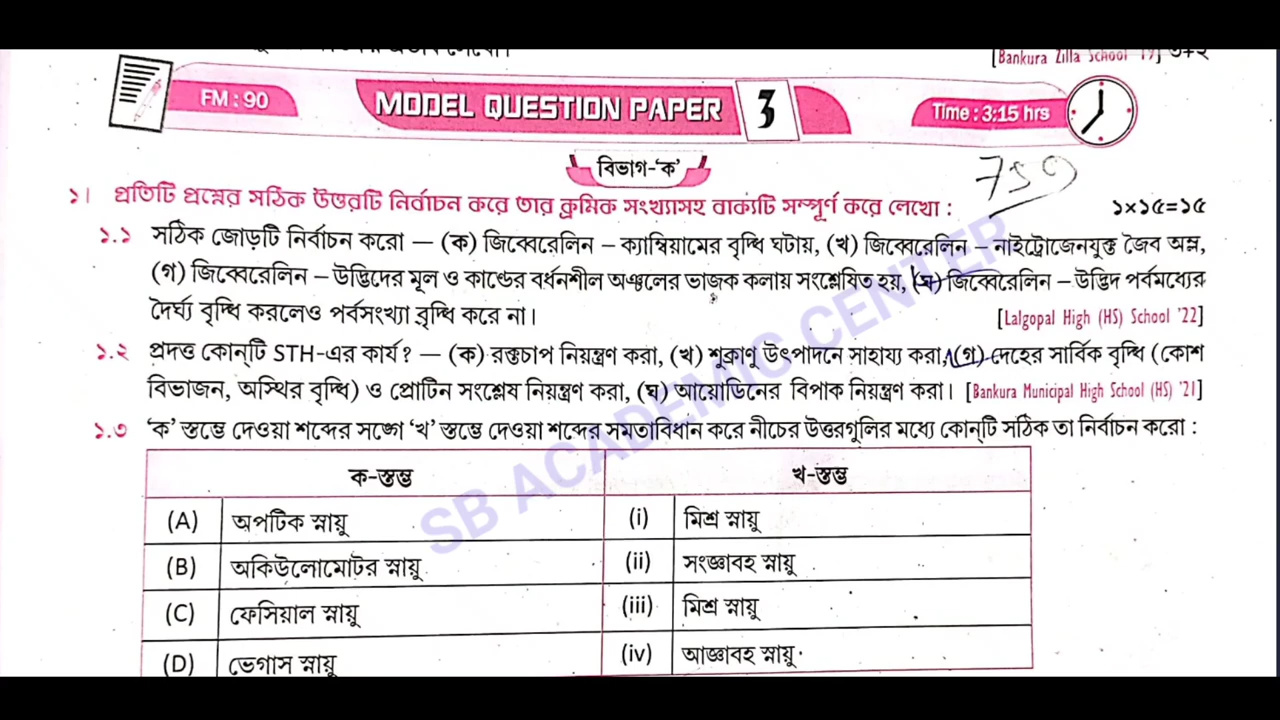 [Bankura Zilla School '19] ৩+২
FM : 90
MODEL QUESTION PAPER 3
Time : 3:15 hrs
বিভাগ-‘ক’
759
১। প্রতিটি প্রশ্নের সঠিক উত্তরটি নির্বাচন করে তার ক্রমিক সংখ্যাসহ বাক্যটি সম্পূর্ণ করে লেখো : ১×১৫=১৫
১.১ সঠিক জোড়টি নির্বাচন করো — (ক) জিব্বেরেলিন – ক্যাম্বিয়ামের বৃদ্ধি ঘটায়, (খ) জিব্বেরেলিন – নাইট্রোজেনযুক্ত জৈব অম্ল,
(গ) জিব্বেরেলিন – উদ্ভিদের মূল ও কাণ্ডের বর্ধনশীল অঞ্চলের ভাজক কলায় সংশ্লেষিত হয়, (ঘ) জিব্বেরেলিন – উদ্ভিদ পর্বমধ্যের
দৈর্ঘ্য বৃদ্ধি করলেও পর্বসংখ্যা বৃদ্ধি করে না। [Lalgopal High (HS) School '22]
১.২ প্রদত্ত কোন্‌টি STH-এর কার্য? — (ক) রক্তচাপ নিয়ন্ত্রণ করা, (খ) শুক্রাণু উৎপাদনে সাহায্য করা, (গ) দেহের সার্বিক বৃদ্ধি (কোশ
বিভাজন, অস্থির বৃদ্ধি) ও প্রোটিন সংশ্লেষ নিয়ন্ত্রণ করা, (ঘ) আয়োডিনের বিপাক নিয়ন্ত্রণ করা। [Bankura Municipal High School (HS) '21]
১.৩ ‘ক’ স্তম্ভে দেওয়া শব্দের সঙ্গে ‘খ’ স্তম্ভে দেওয়া শব্দের সমতাবিধান করে নীচের উত্তরগুলির মধ্যে কোন্‌টি সঠিক তা নির্বাচন করো :
ক-স্তম্ভ খ-স্তম্ভ
(A) অপটিক স্নায়ু (i) মিশ্র স্নায়ু
(B) অকিউলোমোটর স্নায়ু (ii) সংজ্ঞাবহ স্নায়ু
(C) ফেসিয়াল স্নায়ু (iii) মিশ্র স্নায়ু
(D) ভেগাস স্নায়ু (iv) আজ্ঞাবহ স্নায়ু
SB ACADEMIC CENTER